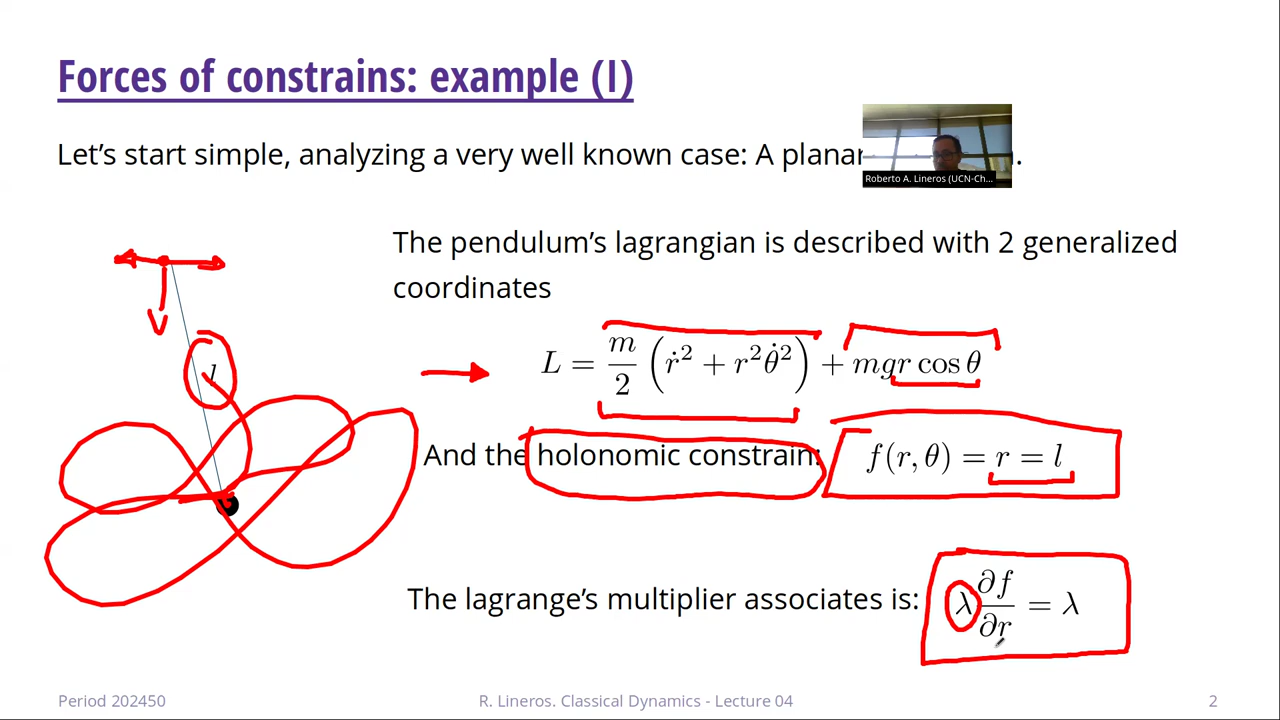 Forces of constrains: example (I)
Let's start simple, analyzing a very well known case: A planar
Roberto A. Lineros (UCN-Ch...
The pendulum's lagrangian is described with 2 generalized
coordinates
l
L = m/2 (ṙ² + r²θ̇²) + mgr cos θ
And the holonomic constrain: f(r, θ) = r = l
The lagrange's multiplier associates is: λ ∂f/∂r = λ
Period 202450
R. Lineros. Classical Dynamics - Lecture 04
2